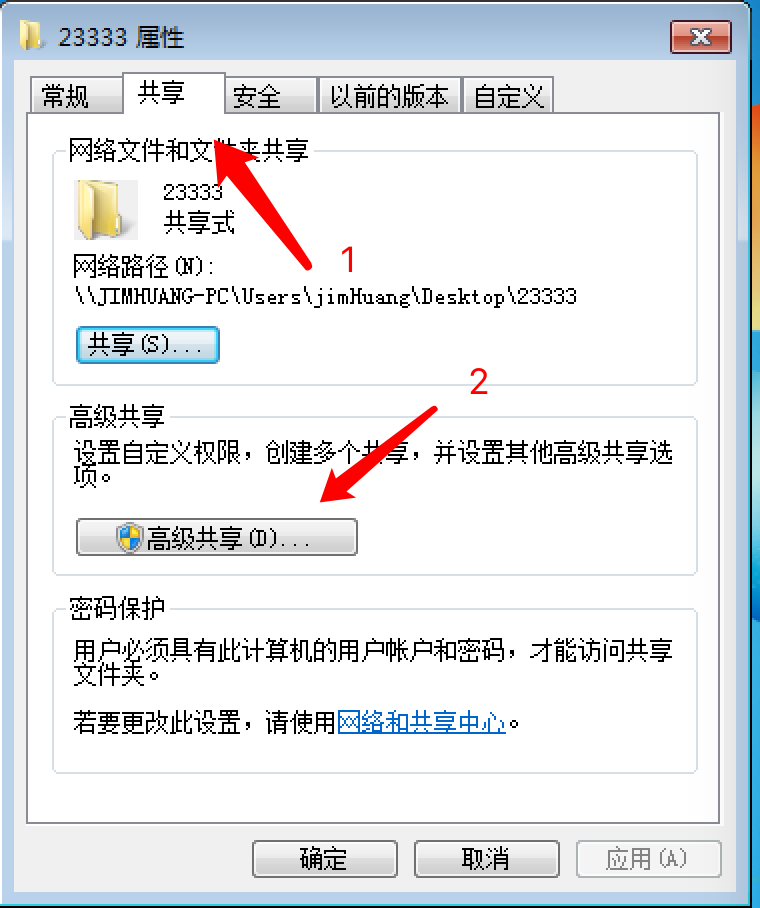 23333 属性
常规 共享 安全 以前的版本 自定义
网络文件和文件夹共享
23333
共享式
1
网络路径(N):
\\JIMHUANG-PC\Users\jimHuang\Desktop\23333
共享(S)...
2
高级共享
设置自定义权限，创建多个共享，并设置其他高级共享选
项。
高级共享(D)...
密码保护
用户必须具有此计算机的用户帐户和密码，才能访问共享
文件夹。
若要更改此设置，请使用网络和共享中心。
确定 取消 应用(A)